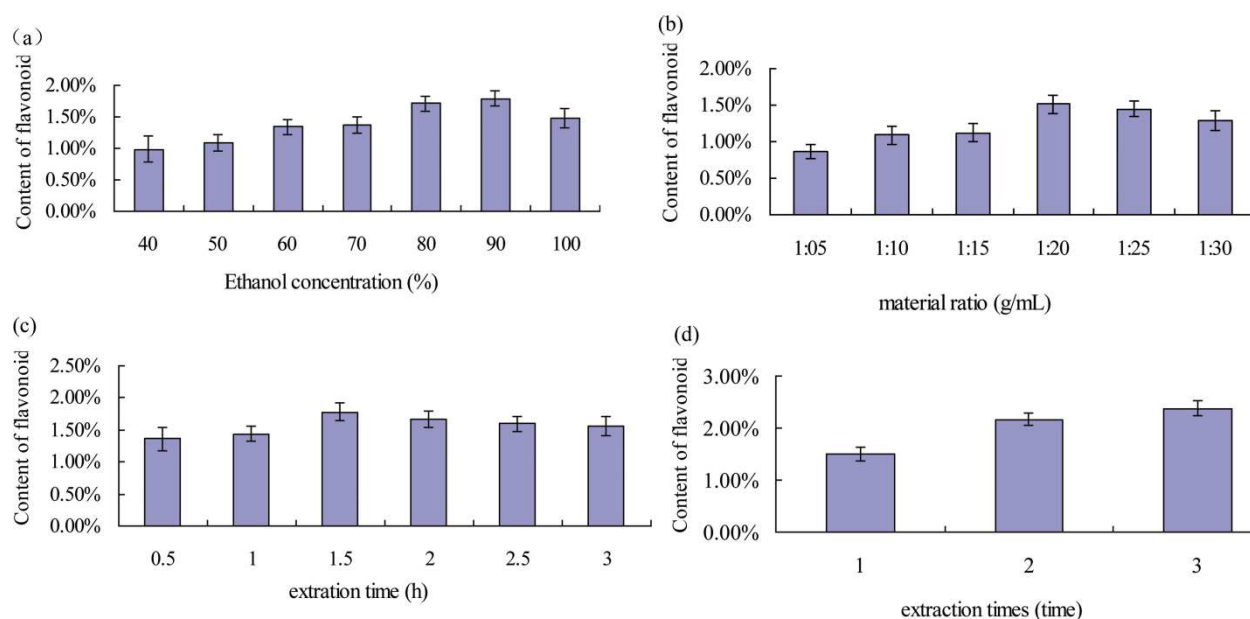 (a)
Content of flavonoid
2.00%
1.50%
1.00%
0.50%
0.00%
40 50 60 70 80 90 100
Ethanol concentration (%)
(b)
Content of flavonoid
2.00%
1.50%
1.00%
0.50%
0.00%
1:05 1:10 1:15 1:20 1:25 1:30
material ratio (g/mL)
(c)
Content of flavonoid
2.50%
2.00%
1.50%
1.00%
0.50%
0.00%
0.5 1 1.5 2 2.5 3
extration time (h)
(d)
Content of flavonoid
3.00%
2.00%
1.00%
0.00%
1 2 3
extraction times (time)